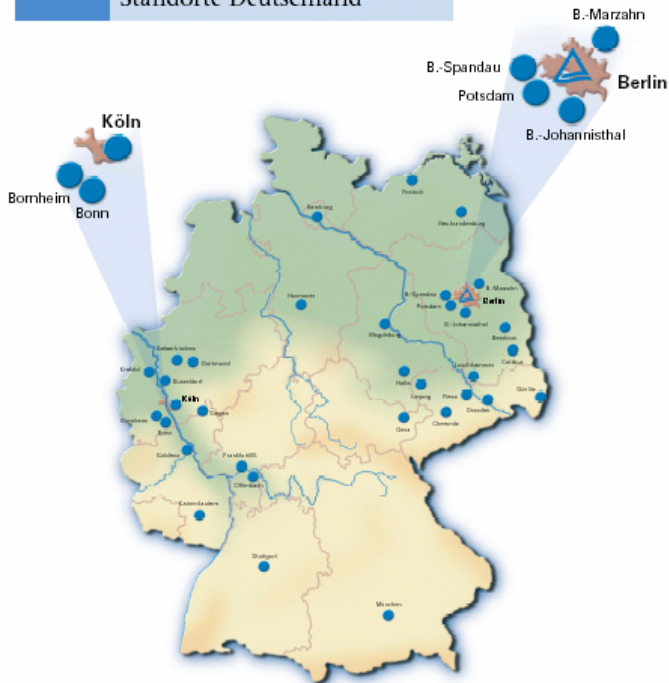 Standorte Deutschland
B.-Marzahn
B.-Spandau
Berlin
Potsdam
B.-Johannisthal
Köln
Bornheim
Bonn
Rostock
Hamburg
Neubrandenburg
Hannover
B.-Spandau
B.-Marzahn
Potsdam
Berlin
B.-Johannisthal
Magdeburg
Cottbus
Gelsenkirchen
Dortmund
Krefeld
Düsseldorf
Lauchhammer
Halle
Leipzig
Riesa
Görlitz
Dresden
Köln
Siegen
Bornheim
Bonn
Chemnitz
Gera
Koblenz
Frankfurt/M.
Offenbach
Kaiserslautern
Stuttgart
München